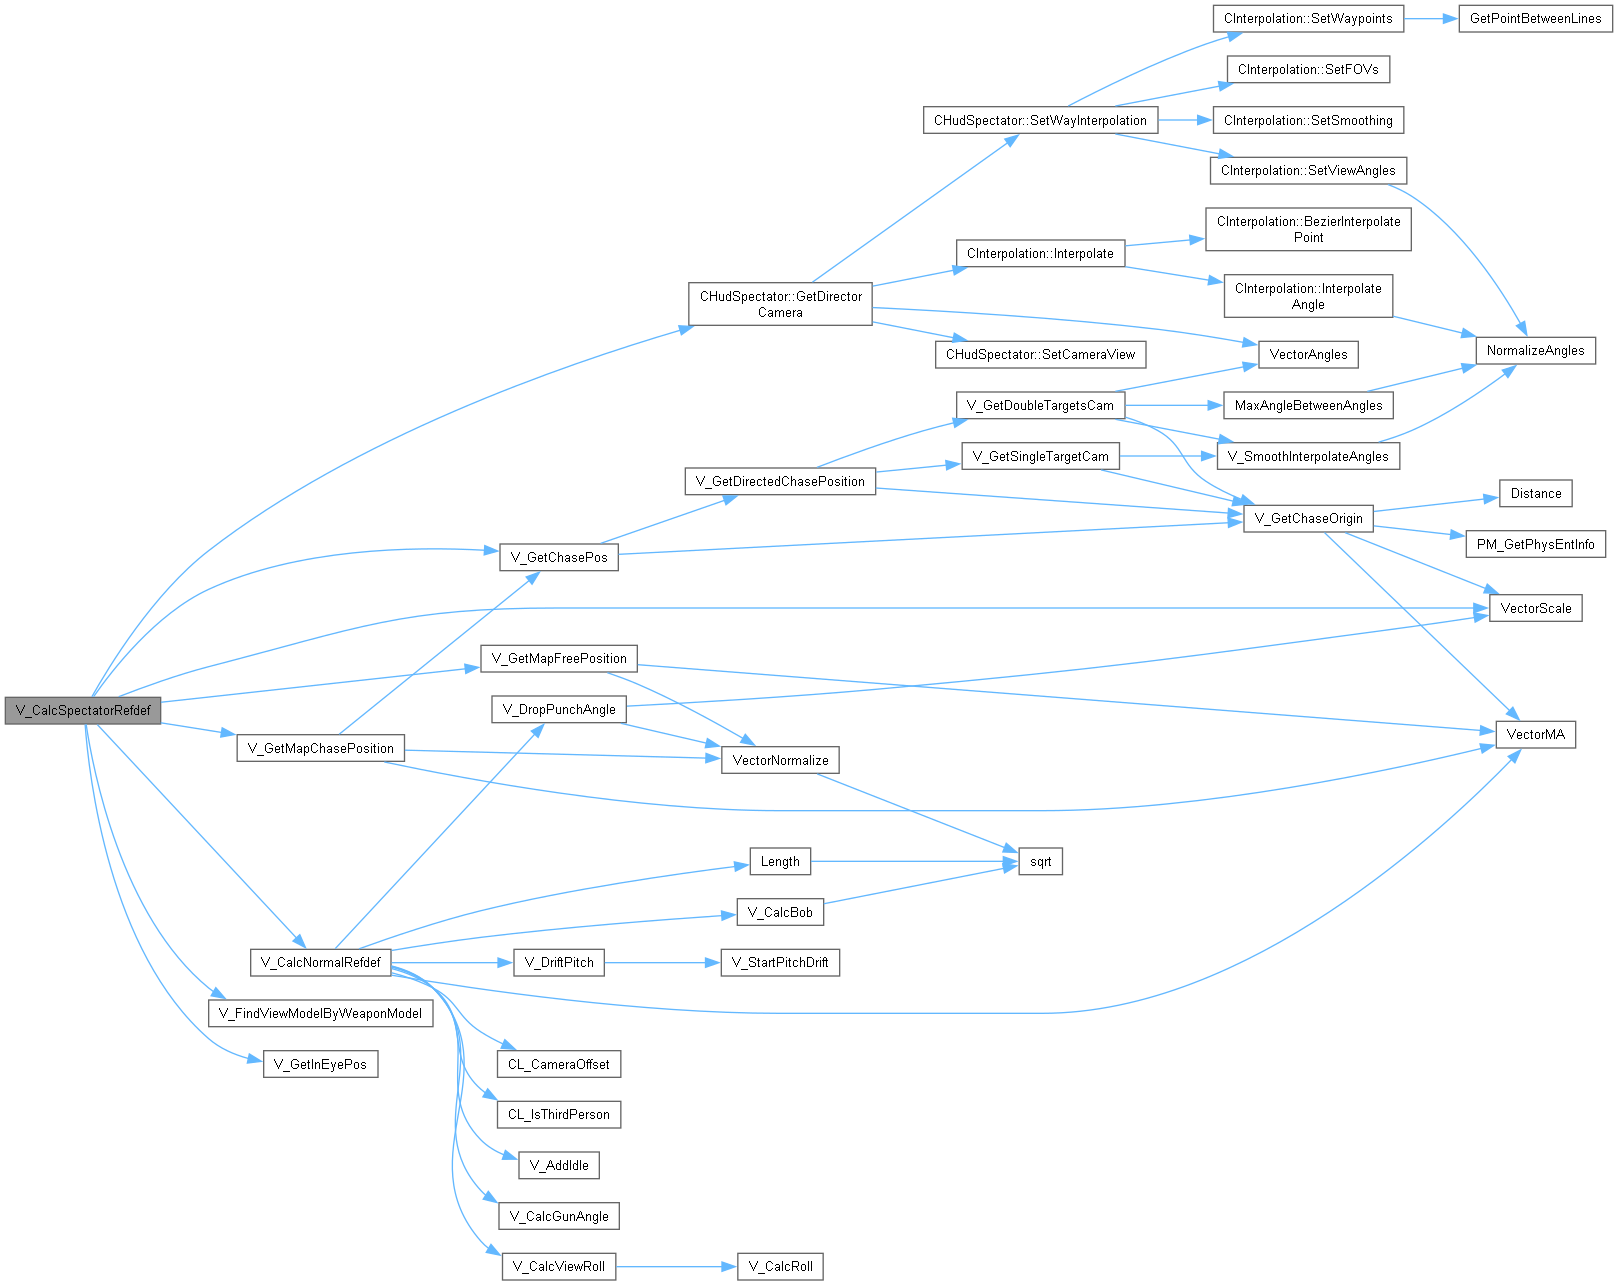 CInterpolation::SetWaypoints
GetPointBetweenLines
CInterpolation::SetFOVs
CHudSpectator::SetWayInterpolation
CInterpolation::SetSmoothing
CInterpolation::SetViewAngles
CInterpolation::BezierInterpolate
Point
CInterpolation::Interpolate
CInterpolation::Interpolate
Angle
CHudSpectator::GetDirector
Camera
CHudSpectator::SetCameraView
VectorAngles
NormalizeAngles
V_GetDoubleTargetsCam
MaxAngleBetweenAngles
V_GetSingleTargetCam
V_SmoothInterpolateAngles
V_GetDirectedChasePosition
Distance
V_GetChaseOrigin
PM_GetPhysEntInfo
V_GetChasePos
VectorScale
V_GetMapFreePosition
V_CalcSpectatorRefdef
V_DropPunchAngle
V_GetMapChasePosition
VectorNormalize
VectorMA
Length
sqrt
V_CalcBob
V_CalcNormalRefdef
V_DriftPitch
V_StartPitchDrift
V_FindViewModelByWeaponModel
V_GetInEyePos
CL_CameraOffset
CL_IsThirdPerson
V_AddIdle
V_CalcGunAngle
V_CalcViewRoll
V_CalcRoll